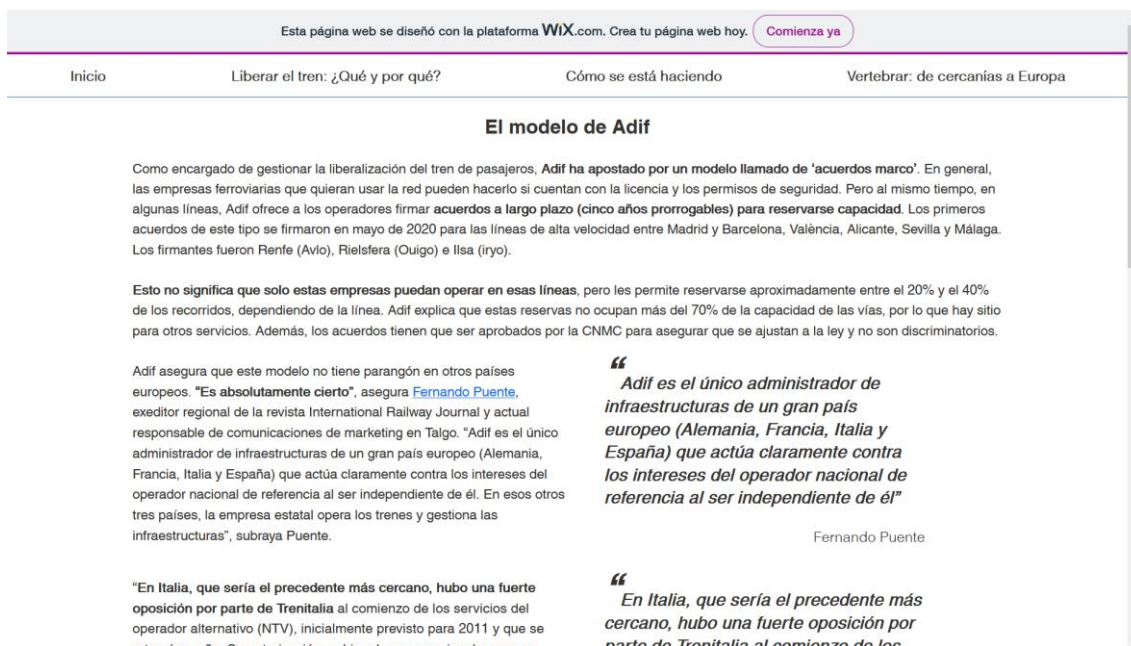 Esta página web se diseñó con la plataforma WiX.com. Crea tu página web hoy. Comienza ya
Inicio Liberar el tren: ¿Qué y por qué? Cómo se está haciendo Vertebrar: de cercanías a Europa
El modelo de Adif
Como encargado de gestionar la liberalización del tren de pasajeros, Adif ha apostado por un modelo llamado de ‘acuerdos marco’. En general,
las empresas ferroviarias que quieran usar la red pueden hacerlo si cuentan con la licencia y los permisos de seguridad. Pero al mismo tiempo, en
algunas líneas, Adif ofrece a los operadores firmar acuerdos a largo plazo (cinco años prorrogables) para reservarse capacidad. Los primeros
acuerdos de este tipo se firmaron en mayo de 2020 para las líneas de alta velocidad entre Madrid y Barcelona, València, Alicante, Sevilla y Málaga.
Los firmantes fueron Renfe (Avlo), Rielsfera (Ouigo) e Ilsa (iryo).
Esto no significa que solo estas empresas puedan operar en esas líneas, pero les permite reservarse aproximadamente entre el 20% y el 40%
de los recorridos, dependiendo de la línea. Adif explica que estas reservas no ocupan más del 70% de la capacidad de las vías, por lo que hay sitio
para otros servicios. Además, los acuerdos tienen que ser aprobados por la CNMC para asegurar que se ajustan a la ley y no son discriminatorios.
Adif asegura que este modelo no tiene parangón en otros países
europeos. “Es absolutamente cierto”, asegura Fernando Puente,
exeditor regional de la revista International Railway Journal y actual
responsable de comunicaciones de marketing en Talgo. “Adif es el único
administrador de infraestructuras de un gran país europeo (Alemania,
Francia, Italia y España) que actúa claramente contra los intereses del
operador nacional de referencia al ser independiente de él. En esos otros
tres países, la empresa estatal opera los trenes y gestiona las
infraestructuras”, subraya Puente.
“
Adif es el único administrador de
infraestructuras de un gran país
europeo (Alemania, Francia, Italia y
España) que actúa claramente contra
los intereses del operador nacional de
referencia al ser independiente de él”
Fernando Puente
“En Italia, que sería el precedente más cercano, hubo una fuerte
oposición por parte de Trenitalia al comienzo de los servicios del
operador alternativo (NTV), inicialmente previsto para 2011 y que se
“
En Italia, que sería el precedente más
cercano, hubo una fuerte oposición por
parte de Trenitalia al comienzo de los